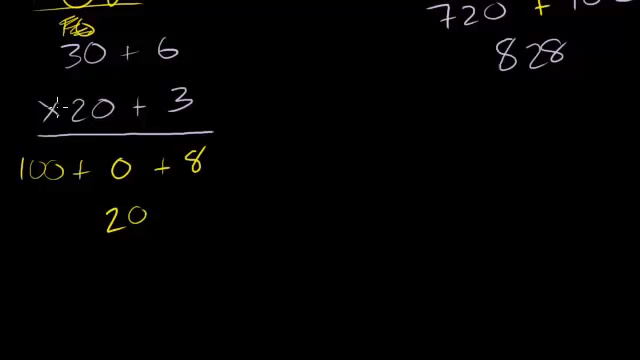 720 +
30 + 6
828
×20 + 3
100 + 0 + 8
20